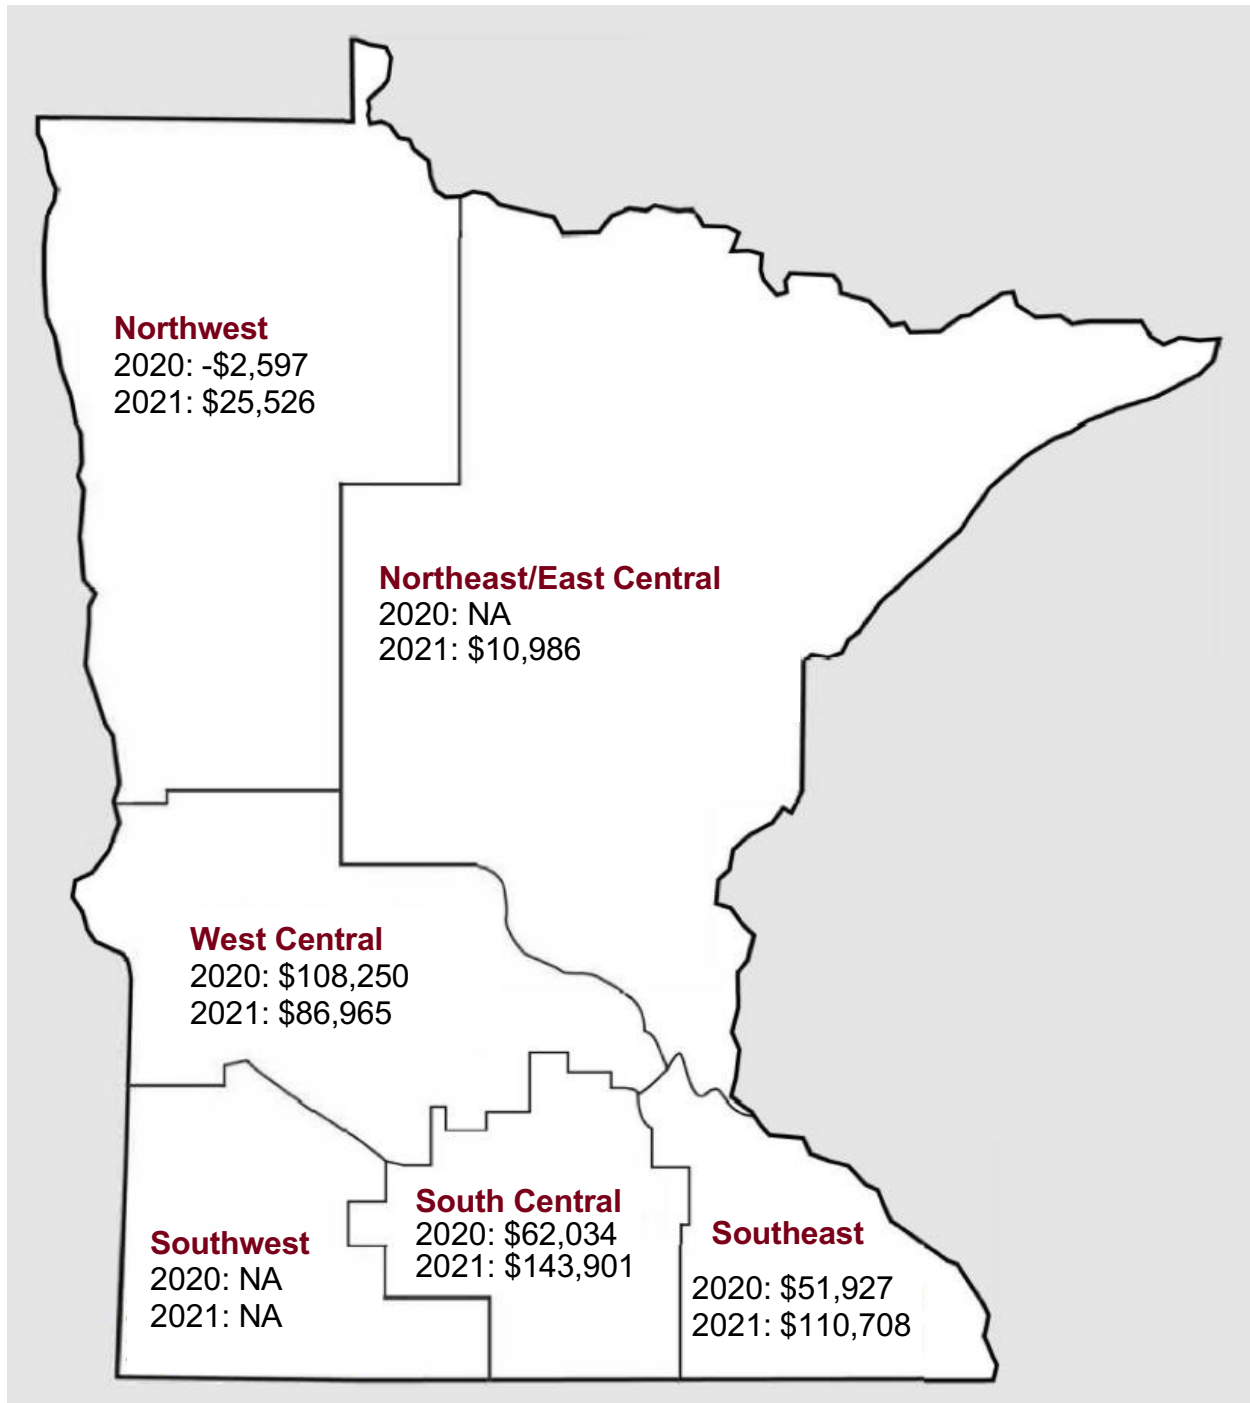 Northwest
2020: -$2,597
2021: $25,526
Northeast/East Central
2020: NA
2021: $10,986
West Central
2020: $108,250
2021: $86,965
Southwest
2020: NA
2021: NA
South Central
2020: $62,034
2021: $143,901
Southeast
2020: $51,927
2021: $110,708